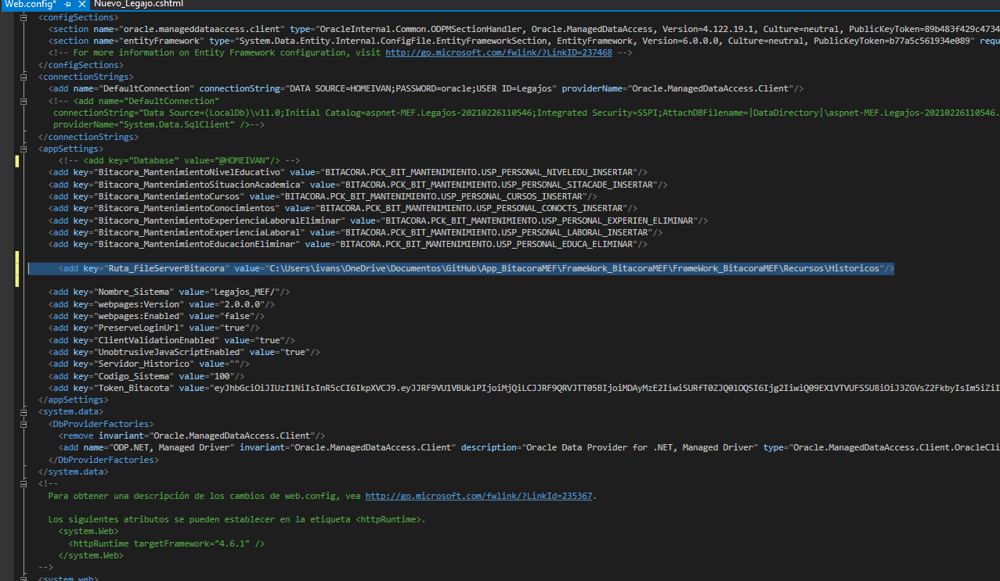 Web.config* Nuevo_Legajo.cshtml
<configSections>
<section name="oracle.manageddataaccess.client" type="OracleInternal.Common.ODPMSectionHandler, Oracle.ManagedDataAccess, Version=4.122.19.1, Culture=neutral, PublicKeyToken=89b483f429c4734
<section name="entityFramework" type="System.Data.Entity.Internal.ConfigFile.EntityFrameworkSection, EntityFramework, Version=6.0.0.0, Culture=neutral, PublicKeyToken=b77a5c561934e089" requ
<!-- For more information on Entity Framework configuration, visit http://go.microsoft.com/fwlink/?LinkID=237468 -->
</configSections>
<connectionStrings>
<add name="DefaultConnection" connectionString="DATA SOURCE=HOMEIVAN;PASSWORD=oracle;USER ID=Legajos" providerName="Oracle.ManagedDataAccess.Client"/>
<!-- <add name="DefaultConnection"
connectionString="Data Source=(LocalDb)\v11.0;Initial Catalog=aspnet-MEF.Legajos-20210226110546;Integrated Security=SSPI;AttachDBFilename=|DataDirectory|\aspnet-MEF.Legajos-20210226110546.
providerName="System.Data.SqlClient" />-->
</connectionStrings>
<appSettings>
<!-- <add key="Database" value="@HOMEIVAN"/> -->
<add key="Bitacora_MantenimientoNivelEducativo" value="BITACORA.PCK_BIT_MANTENIMIENTO.USP_PERSONAL_NIVELEDU_INSERTAR"/>
<add key="Bitacora_MantenimientoSituacionAcademica" value="BITACORA.PCK_BIT_MANTENIMIENTO.USP_PERSONAL_SITACADE_INSERTAR"/>
<add key="Bitacora_MantenimientoCursos" value="BITACORA.PCK_BIT_MANTENIMIENTO.USP_PERSONAL_CURSOS_INSERTAR"/>
<add key="Bitacora_MantenimientoConocimientos" value="BITACORA.PCK_BIT_MANTENIMIENTO.USP_PERSONAL_CONOCTS_INSERTAR"/>
<add key="Bitacora_MantenimientoExperienciaLaboralEliminar" value="BITACORA.PCK_BIT_MANTENIMIENTO.USP_PERSONAL_EXPERIEN_ELIMINAR"/>
<add key="Bitacora_MantenimientoExperienciaLaboral" value="BITACORA.PCK_BIT_MANTENIMIENTO.USP_PERSONAL_LABORAL_INSERTAR"/>
<add key="Bitacora_MantenimientoEducacionEliminar" value="BITACORA.PCK_BIT_MANTENIMIENTO.USP_PERSONAL_EDUCA_ELIMINAR"/>
<add key="Ruta_FileServerBitacora" value="C:\Users\ivans\OneDrive\Documentos\GitHub\App_BitacoraMEF\FrameWork_BitacoraMEF\FrameWork_BitacoraMEF\Recursos\Historicos"/>
<add key="Nombre_Sistema" value="Legajos_MEF/"/>
<add key="webpages:Version" value="2.0.0.0"/>
<add key="webpages:Enabled" value="false"/>
<add key="PreserveLoginUrl" value="true"/>
<add key="ClientValidationEnabled" value="true"/>
<add key="UnobtrusiveJavaScriptEnabled" value="true"/>
<add key="Servidor_Historico" value=""/>
<add key="Codigo_Sistema" value="100"/>
<add key="Token_Bitacota" value=
</appSettings>
<system.data>
<DbProviderFactories>
<remove invariant="Oracle.ManagedDataAccess.Client"/>
<add name="ODP.NET, Managed Driver" invariant="Oracle.ManagedDataAccess.Client" description="Oracle Data Provider for .NET, Managed Driver" type="Oracle.ManagedDataAccess.Client.OracleCli
</DbProviderFactories>
</system.data>
<!--
Para obtener una descripción de los cambios de web.config, vea http://go.microsoft.com/fwlink/?LinkId=235367.
Los siguientes atributos se pueden establecer en la etiqueta <httpRuntime>.
<system.Web>
<httpRuntime targetFramework="4.6.1" />
</system.Web>
-->
<system.web>